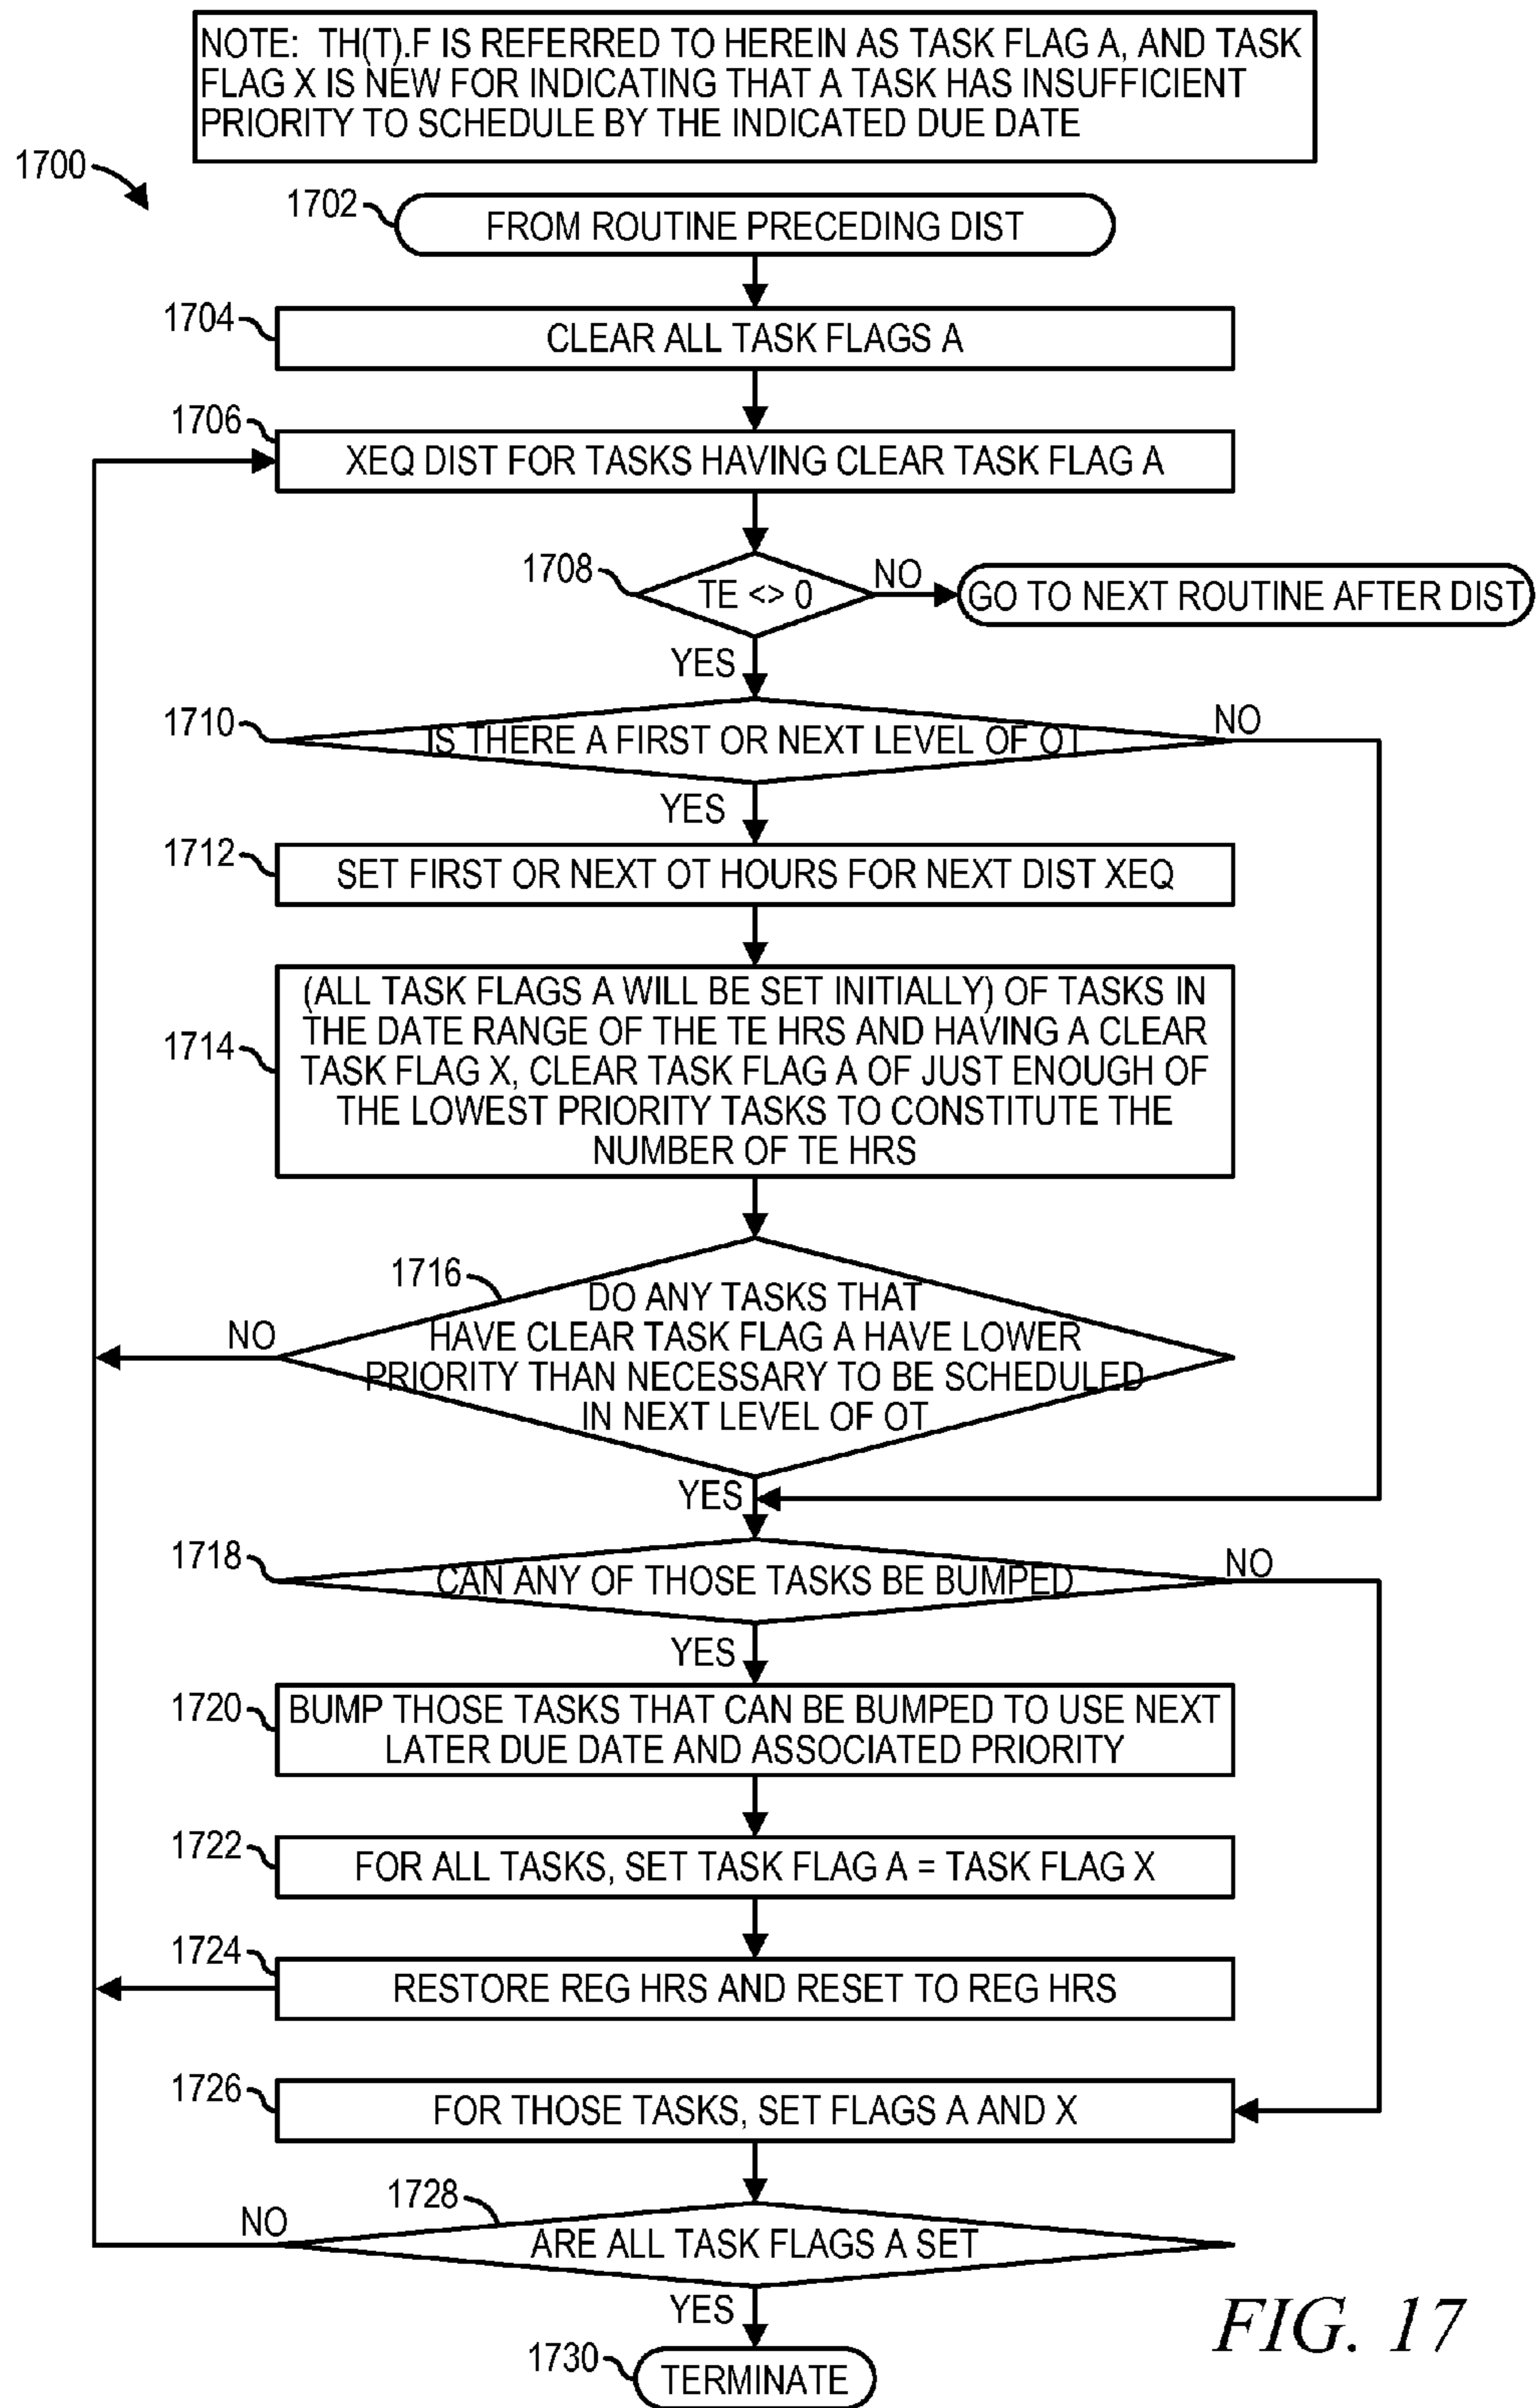 NOTE: TH(T).F IS REFERRED TO HEREIN AS TASK FLAG A, AND TASK
FLAG X IS NEW FOR INDICATING THAT A TASK HAS INSUFFICIENT
PRIORITY TO SCHEDULE BY THE INDICATED DUE DATE
1700
1702
FROM ROUTINE PRECEDING DIST
1704
CLEAR ALL TASK FLAGS A
1706
XEQ DIST FOR TASKS HAVING CLEAR TASK FLAG A
1708
TE <> 0
NO
GO TO NEXT ROUTINE AFTER DIST
YES
1710
IS THERE A FIRST OR NEXT LEVEL OF OT
NO
YES
1712
SET FIRST OR NEXT OT HOURS FOR NEXT DIST XEQ
1714
(ALL TASK FLAGS A WILL BE SET INITIALLY) OF TASKS IN
THE DATE RANGE OF THE TE HRS AND HAVING A CLEAR
TASK FLAG X, CLEAR TASK FLAG A OF JUST ENOUGH OF
THE LOWEST PRIORITY TASKS TO CONSTITUTE THE
NUMBER OF TE HRS
1716
DO ANY TASKS THAT
HAVE CLEAR TASK FLAG A HAVE LOWER
PRIORITY THAN NECESSARY TO BE SCHEDULED
IN NEXT LEVEL OF OT
NO
YES
1718
CAN ANY OF THOSE TASKS BE BUMPED
NO
YES
1720
BUMP THOSE TASKS THAT CAN BE BUMPED TO USE NEXT
LATER DUE DATE AND ASSOCIATED PRIORITY
1722
FOR ALL TASKS, SET TASK FLAG A = TASK FLAG X
1724
RESTORE REG HRS AND RESET TO REG HRS
1726
FOR THOSE TASKS, SET FLAGS A AND X
1728
NO
ARE ALL TASK FLAGS A SET
YES
1730
TERMINATE
FIG. 17